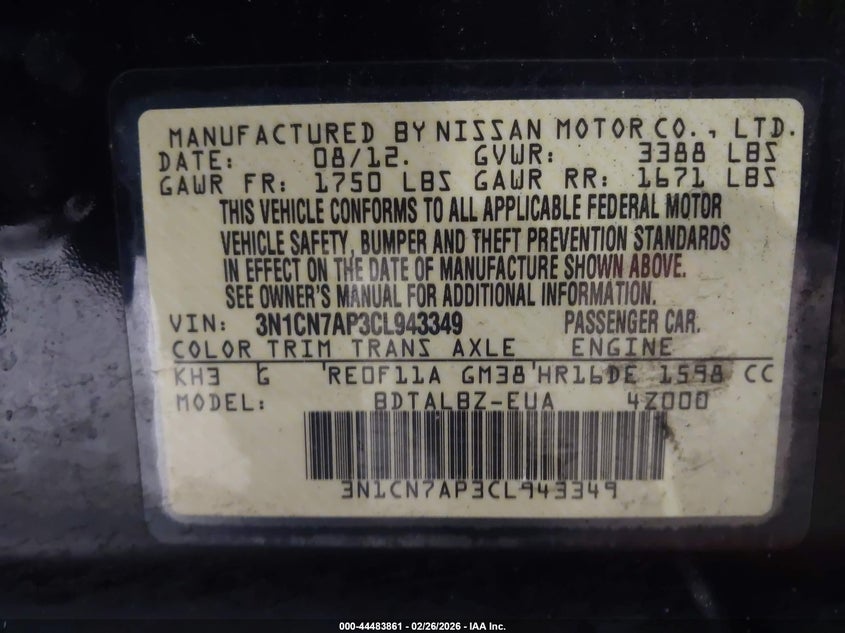 MANUFACTURED BY NISSAN MOTOR CO., LTD.
DATE: 08/12. GVWR: 3388 LBS
GAWR FR: 1750 LBS GAWR RR: 1671 LBS
THIS VEHICLE CONFORMS TO ALL APPLICABLE FEDERAL MOTOR
VEHICLE SAFETY, BUMPER AND THEFT PREVENTION STANDARDS
IN EFFECT ON THE DATE OF MANUFACTURE SHOWN ABOVE.
SEE OWNER'S MANUAL FOR ADDITIONAL INFORMATION.
VIN: 3N1CN7AP3CL943349 PASSENGER CAR.
COLOR TRIM TRANS AXLE ENGINE
KH3 G RE0F11A GM38 HR16DE 1598 CC
MODEL: BDTALBZ-EUA 4Z000
3N1CN7AP3CL943349
000-44483861 - 02/26/2026 - IAA Inc.